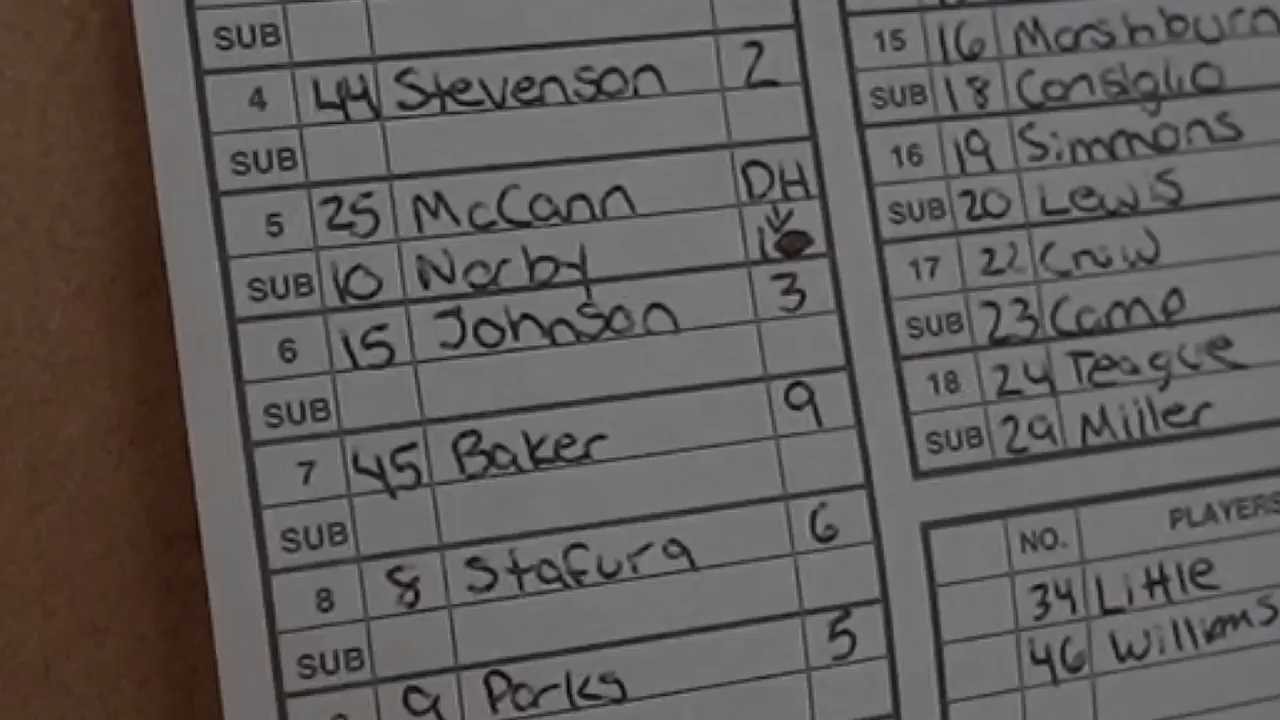 SUB
4 44 Stevenson 2
SUB
5 25 McCann DH
SUB 10 Norby
6 15 Johnson 3
SUB
7 45 Baker 9
SUB
8 8 Stafura 6
SUB
9 Parks 5
15 16 Marshburn
SUB 18 Consiglio
16 19 Simmons
SUB 20 Lewis
17 22 Crow
SUB 23 Camp
18 24 Teague
SUB 29 Miller
NO. PLAYERS
34 Little
46 Williams